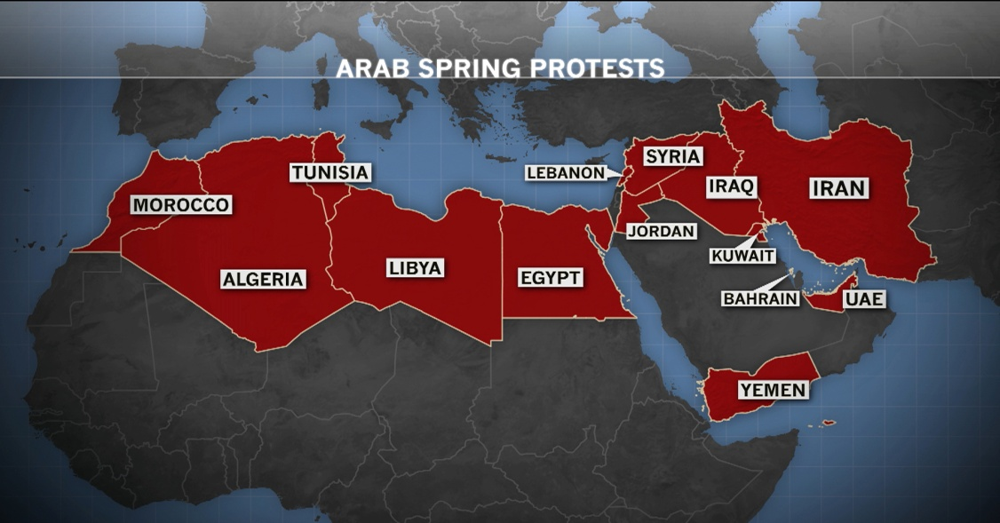 ARAB SPRING PROTESTS
SYRIA
TUNISIA
LEBANON
IRAQ
IRAN
MOROCCO
JORDAN
KUWAIT
LIBYA
EGYPT
ALGERIA
BAHRAIN
UAE
YEMEN